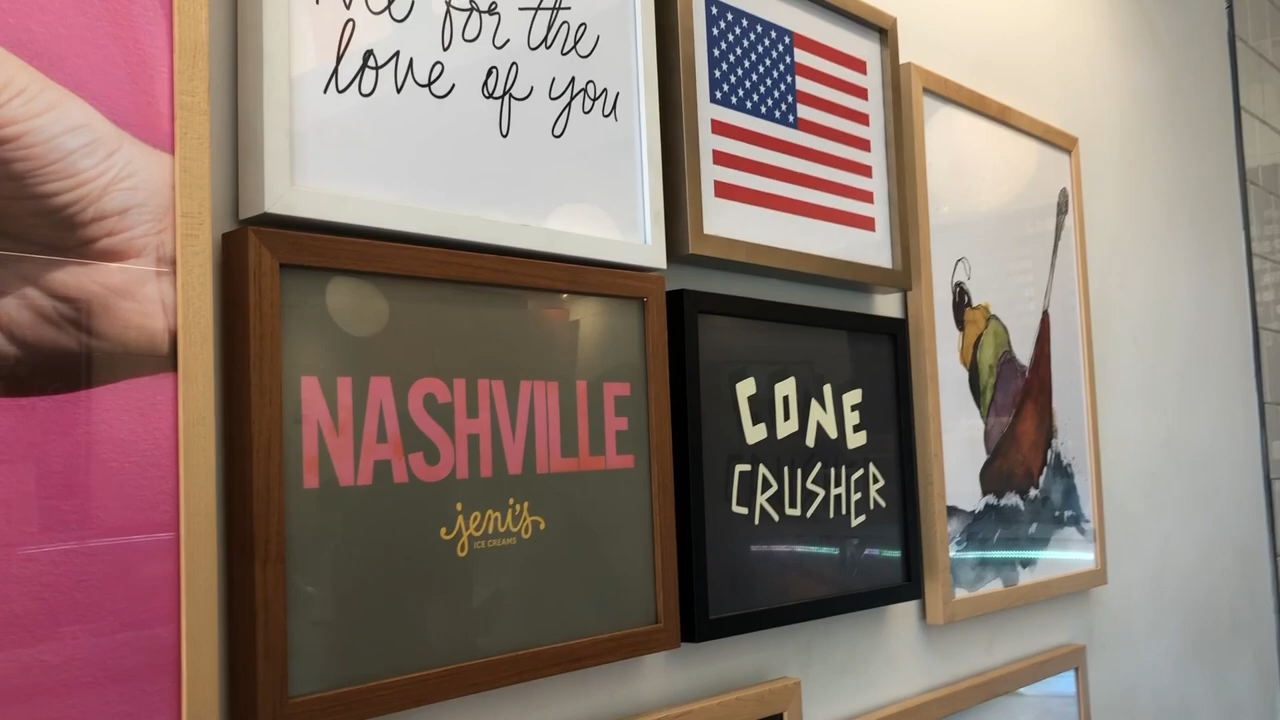 for the
love of you
NASHVILLE
jeni's
ICE CREAMS
CONE
CRUSHER